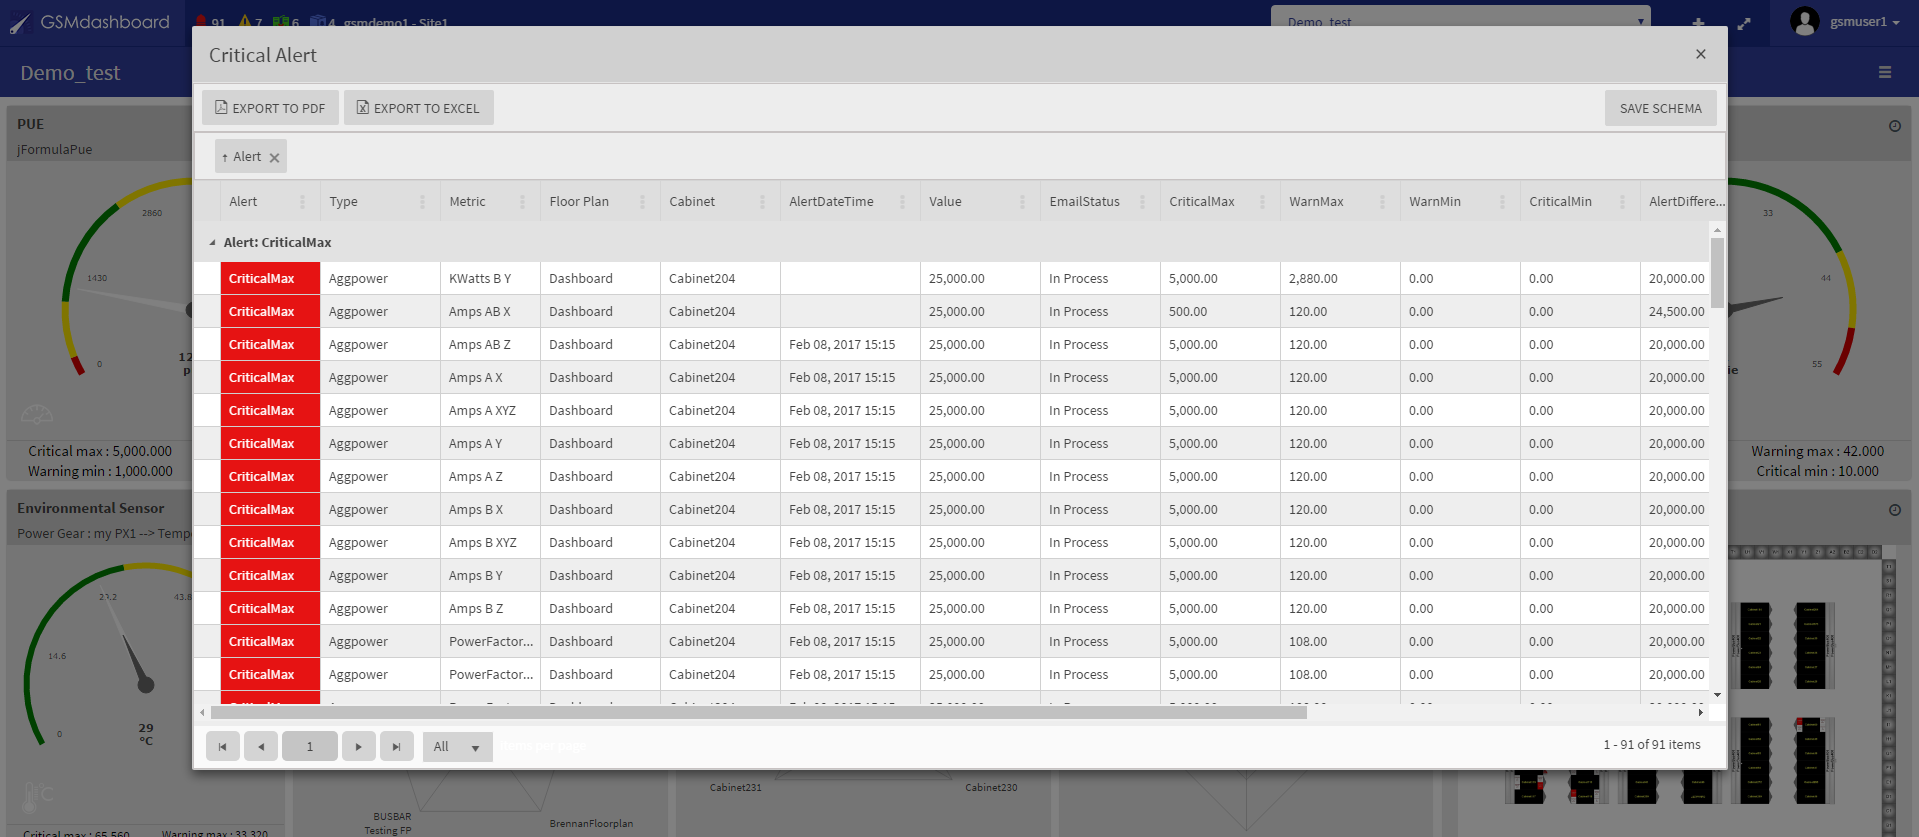 GSMdashboard 91 7 6 4 gsmdemo1 - Site1 Demo_test gsmuser1
Demo_test
Critical Alert ×
EXPORT TO PDF EXPORT TO EXCEL SAVE SCHEMA
↑ Alert ×
Alert Type Metric Floor Plan Cabinet AlertDateTime Value EmailStatus CriticalMax WarnMax WarnMin CriticalMin AlertDiffere...
Alert: CriticalMax
CriticalMax Aggpower KWatts B Y Dashboard Cabinet204 25,000.00 In Process 5,000.00 2,880.00 0.00 0.00 20,000.00
CriticalMax Aggpower Amps AB X Dashboard Cabinet204 25,000.00 In Process 500.00 120.00 0.00 0.00 24,500.00
CriticalMax Aggpower Amps AB Z Dashboard Cabinet204 Feb 08, 2017 15:15 25,000.00 In Process 5,000.00 120.00 0.00 0.00 20,000.00
CriticalMax Aggpower Amps A X Dashboard Cabinet204 Feb 08, 2017 15:15 25,000.00 In Process 5,000.00 120.00 0.00 0.00 20,000.00
CriticalMax Aggpower Amps A XYZ Dashboard Cabinet204 Feb 08, 2017 15:15 25,000.00 In Process 5,000.00 120.00 0.00 0.00 20,000.00
CriticalMax Aggpower Amps A Y Dashboard Cabinet204 Feb 08, 2017 15:15 25,000.00 In Process 5,000.00 120.00 0.00 0.00 20,000.00
CriticalMax Aggpower Amps A Z Dashboard Cabinet204 Feb 08, 2017 15:15 25,000.00 In Process 5,000.00 120.00 0.00 0.00 20,000.00
CriticalMax Aggpower Amps B X Dashboard Cabinet204 Feb 08, 2017 15:15 25,000.00 In Process 5,000.00 120.00 0.00 0.00 20,000.00
CriticalMax Aggpower Amps B XYZ Dashboard Cabinet204 Feb 08, 2017 15:15 25,000.00 In Process 5,000.00 120.00 0.00 0.00 20,000.00
CriticalMax Aggpower Amps B Y Dashboard Cabinet204 Feb 08, 2017 15:15 25,000.00 In Process 5,000.00 120.00 0.00 0.00 20,000.00
CriticalMax Aggpower Amps B Z Dashboard Cabinet204 Feb 08, 2017 15:15 25,000.00 In Process 5,000.00 120.00 0.00 0.00 20,000.00
CriticalMax Aggpower PowerFactor... Dashboard Cabinet204 Feb 08, 2017 15:15 25,000.00 In Process 5,000.00 108.00 0.00 0.00 20,000.00
CriticalMax Aggpower PowerFactor... Dashboard Cabinet204 Feb 08, 2017 15:15 25,000.00 In Process 5,000.00 108.00 0.00 0.00 20,000.00
1 All items per page 1 - 91 of 91 items
PUE
jFormulaPue
2860
1430
0
12
p
Critical max : 5,000.000
Warning min : 1,000.000
33
44
55
ie
Warning max : 42.000
Critical min : 10.000
Environmental Sensor
Power Gear : my PX1 --> Tempe
29.2 43.8
14.6
0
29
°C
Critical max : 65.560 Warning max : 33.320
BUSBAR
Testing FP
BrennanFloorplan
Cabinet231 Cabinet230